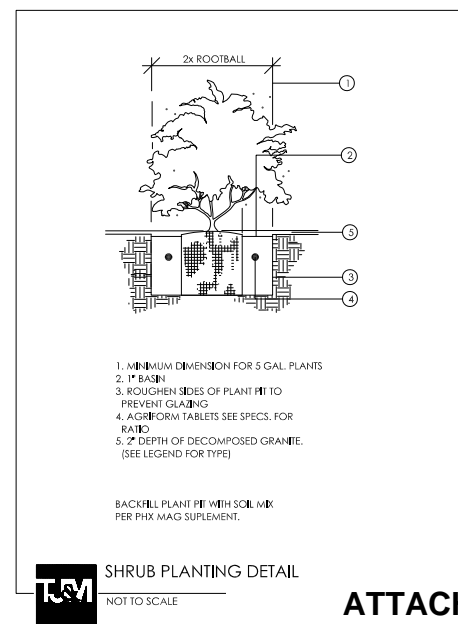 2x ROOTBALL
1
2
5
3
4
1. MINIMUM DIMENSION FOR 5 GAL. PLANTS
2. 1" BASIN
3. ROUGHEN SIDES OF PLANT PIT TO
PREVENT GLAZING
4. AGRIFORM TABLETS SEE SPECS. FOR
RATIO
5. 2" DEPTH OF DECOMPOSED GRANITE.
(SEE LEGEND FOR TYPE)
BACKFILL PLANT PIT WITH SOIL MIX
PER PHX MAG SUPLEMENT.
T.J&M
SHRUB PLANTING DETAIL
NOT TO SCALE
ATTACH